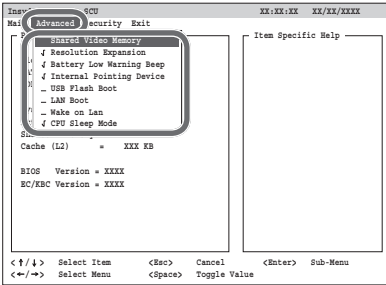 SCU XX:XX:XX XX/XX/XXXX
Advanced Security Exit
Item Specific Help
Shared Video Memory
√ Resolution Expansion
√ Battery Low Warning Beep
√ Internal Pointing Device
_ USB Flash Boot
_ LAN Boot
_ Wake on Lan
√ CPU Sleep Mode
Cache (L2) = XXX KB
BIOS Version = XXXX
EC/KBC Version = XXXX
<↑/↓> Select Item <Esc> Cancel <Enter> Sub-Menu
<←/→> Select Menu <Space> Toggle Value